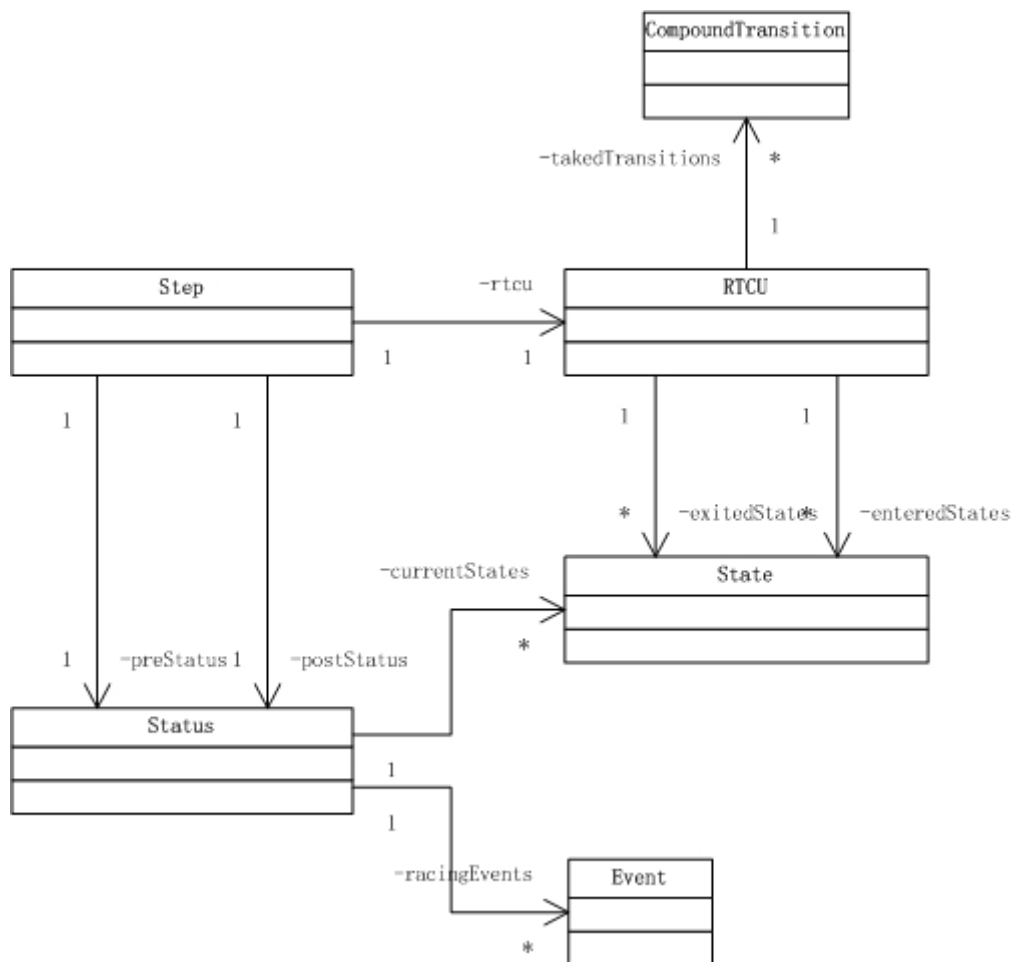 CompoundTransition
-takedTransitions *
1
Step
-rtcu
RTCU
1 1
1 1 1 1
* -exitedStates * -enteredStates
-currentStates
State
*
1 -preStatus 1 -postStatus
Status
1
1
-racingEvents
Event
*